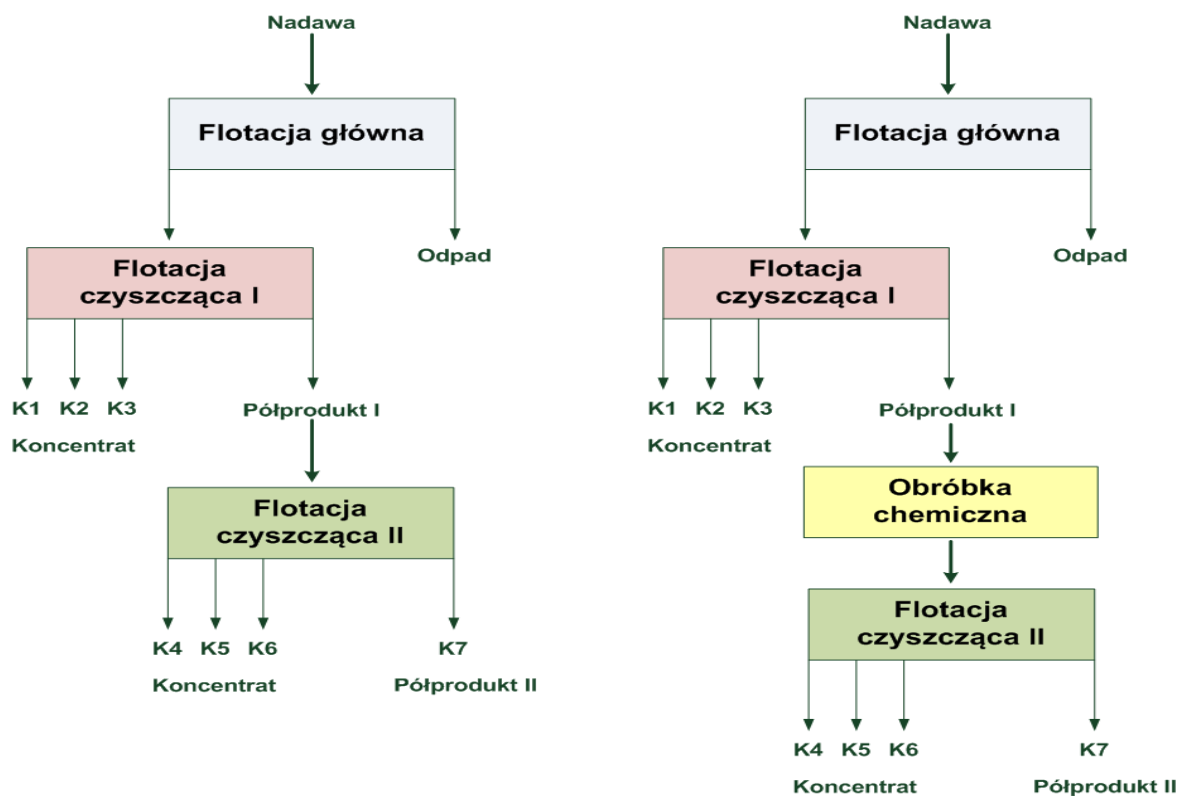 Nadawa
Flotacja główna
Odpad
Flotacja
czyszcząca I
K1 K2 K3
Koncentrat
Półprodukt I
Flotacja
czyszcząca II
K4 K5 K6
Koncentrat
K7
Półprodukt II
Nadawa
Flotacja główna
Odpad
Flotacja
czyszcząca I
K1 K2 K3
Koncentrat
Półprodukt I
Obróbka
chemiczna
Flotacja
czyszcząca II
K4 K5 K6
Koncentrat
K7
Półprodukt II